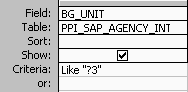 Field: BG_UNIT
Table: PPI_SAP_AGENCY_INT
Sort:
Show:
Criteria: Like "?3"
or: